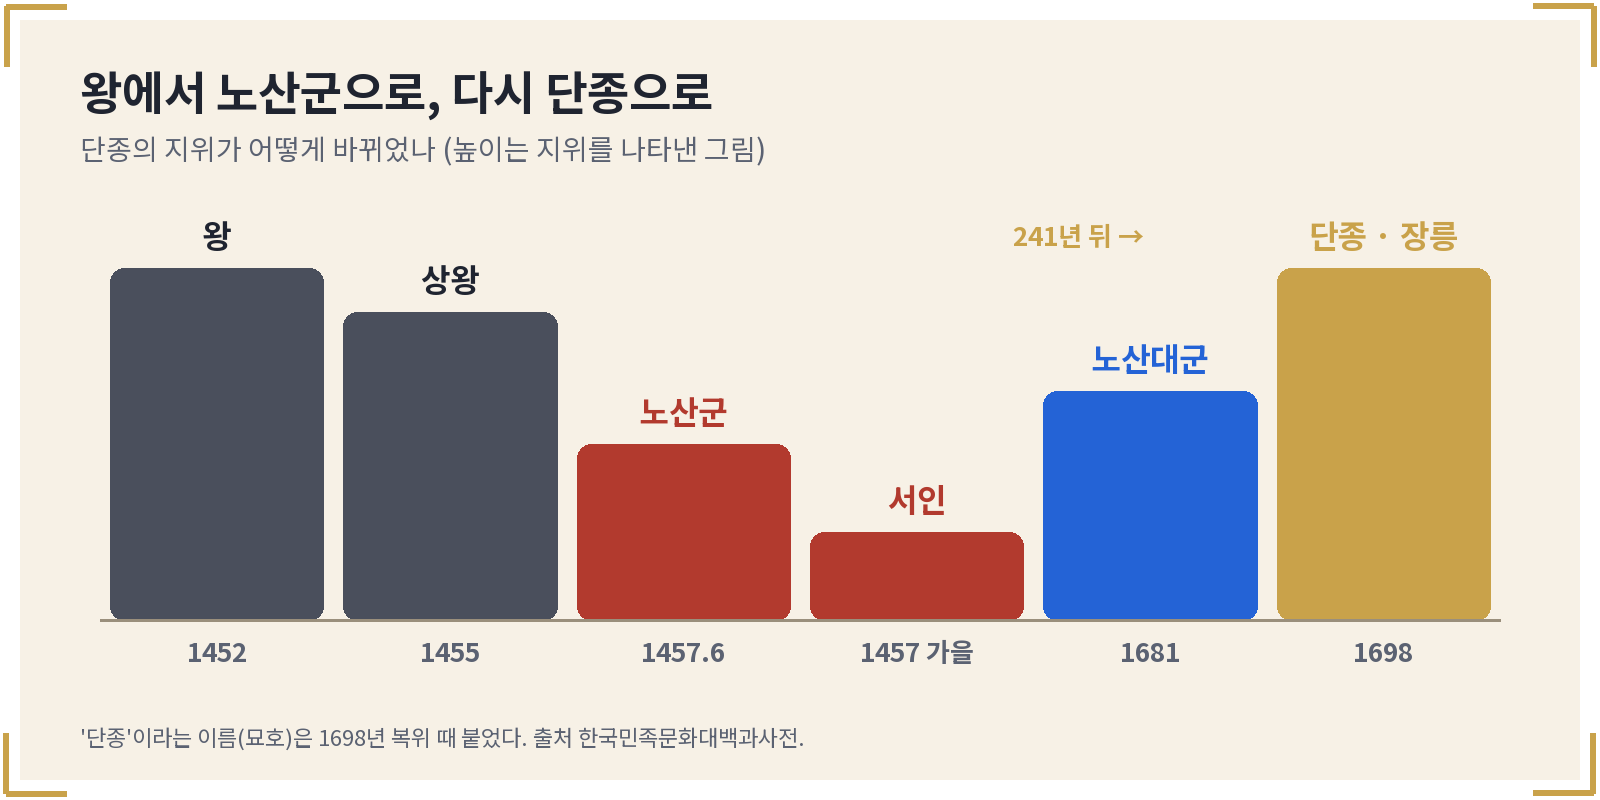 왕에서 노산군으로, 다시 단종으로
단종의 지위가 어떻게 바뀌었나 (높이는 지위를 나타낸 그림)
왕
상왕
노산군
서인
노산대군
241년 뒤 →
단종 · 장릉
1452
1455
1457.6
1457 가을
1681
1698
'단종'이라는 이름(묘호)은 1698년 복위 때 붙었다. 출처 한국민족문화대백과사전.